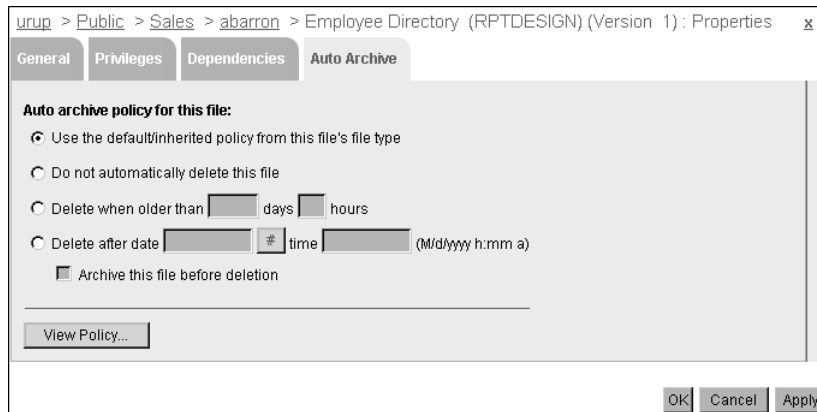 urup > Public > Sales > abarron > Employee Directory (RPTDESIGN) (Version 1) : Properties x
General Privileges Dependencies Auto Archive
Auto archive policy for this file:
Use the default/inherited policy from this file's file type
Do not automatically delete this file
Delete when older than days hours
Delete after date # time (M/d/yyyy h:mm a)
Archive this file before deletion
View Policy...
OK Cancel Apply